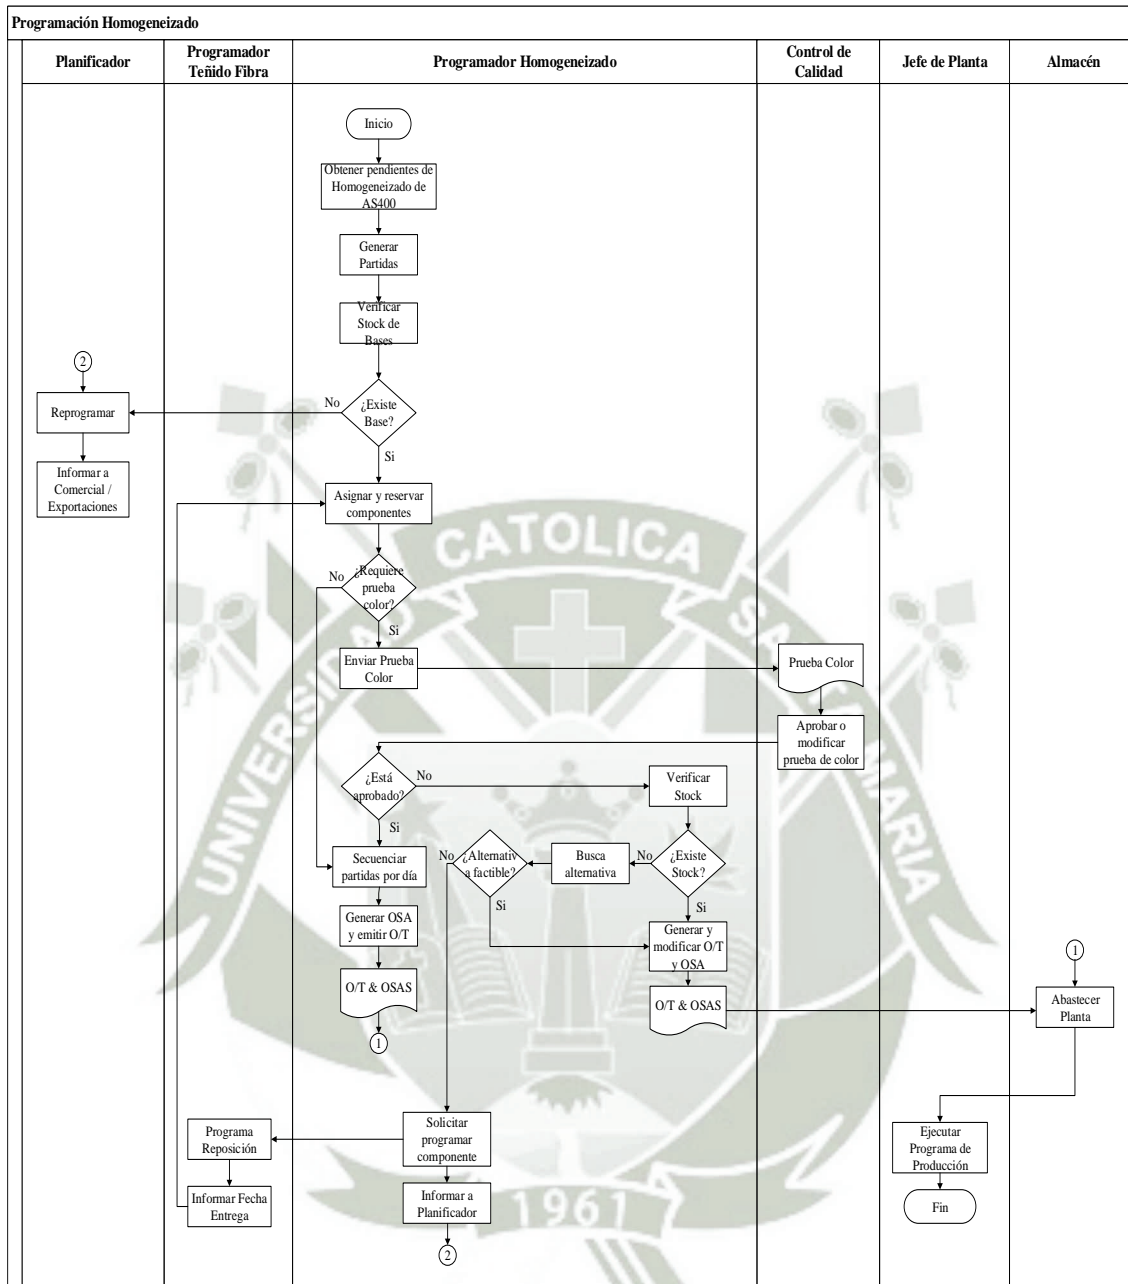 Programación Homogeneizado
Planificador
Programador
Teñido Fibra
Programador Homogeneizado
Control de
Calidad
Jefe de Planta
Almacén
Inicio
Obtener pendientes de
Homogeneizado de
AS400
Generar
Partidas
Verificar
Stock de
Bases
2
Reprogramar
No
¿Existe
Base?
Si
Informar a
Comercial /
Exportaciones
Asignar y reservar
componentes
No
¿Requiere
prueba
color?
Si
Enviar Prueba
Color
Prueba Color
Aprobar o
modificar
prueba de color
¿Está
aprobado?
No
Si
Verificar
Stock
No
¿Alternativ
a factible?
Si
Busca
alternativa
No
¿Existe
Stock?
Si
Secuenciar
partidas por día
Generar OSA
y emitir O/T
Generar y
modificar O/T
y OSA
O/T & OSAS
1
O/T & OSAS
1
Abastecer
Planta
Programa
Reposición
Solicitar
programar
componente
Ejecutar
Programa de
Producción
Informar Fecha
Entrega
Informar a
Planificador
Fin
2
UNIVERSIDAD CATOLICA SANTA MARIA
1961